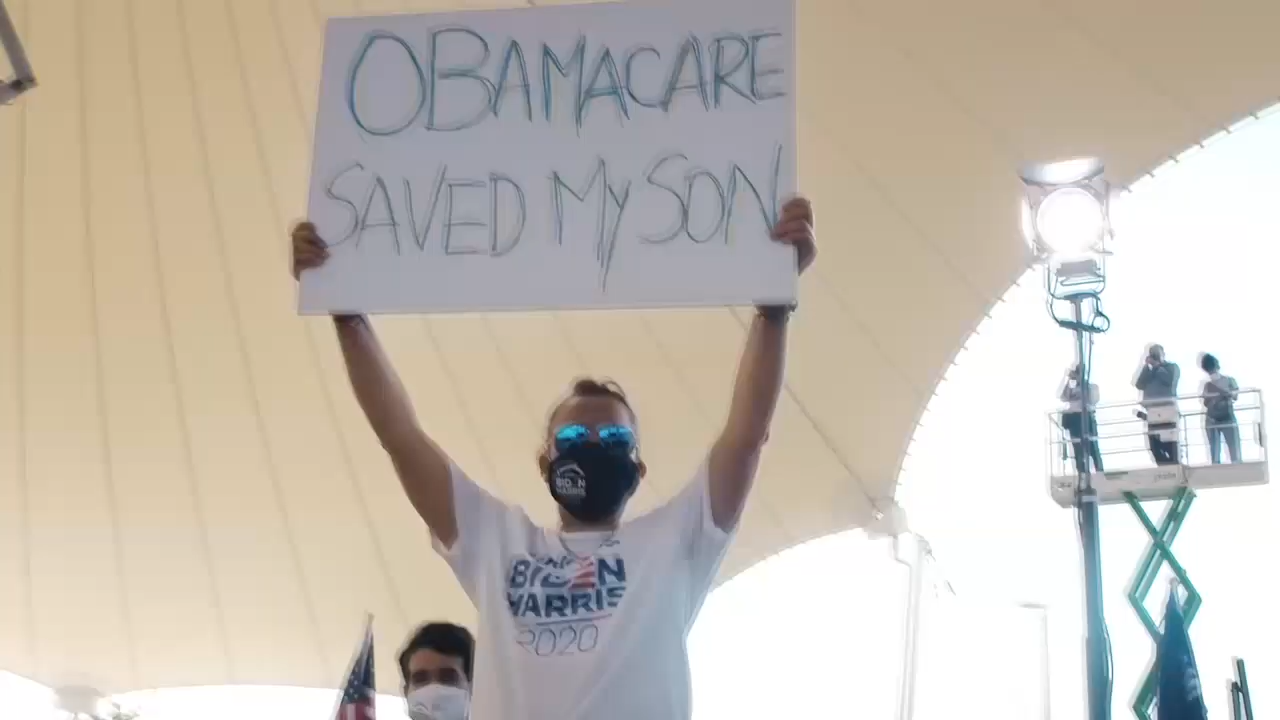 OBAMACARE
SAVED MY SON
BIDEN
HARRIS
BIDEN
HARRIS
2020